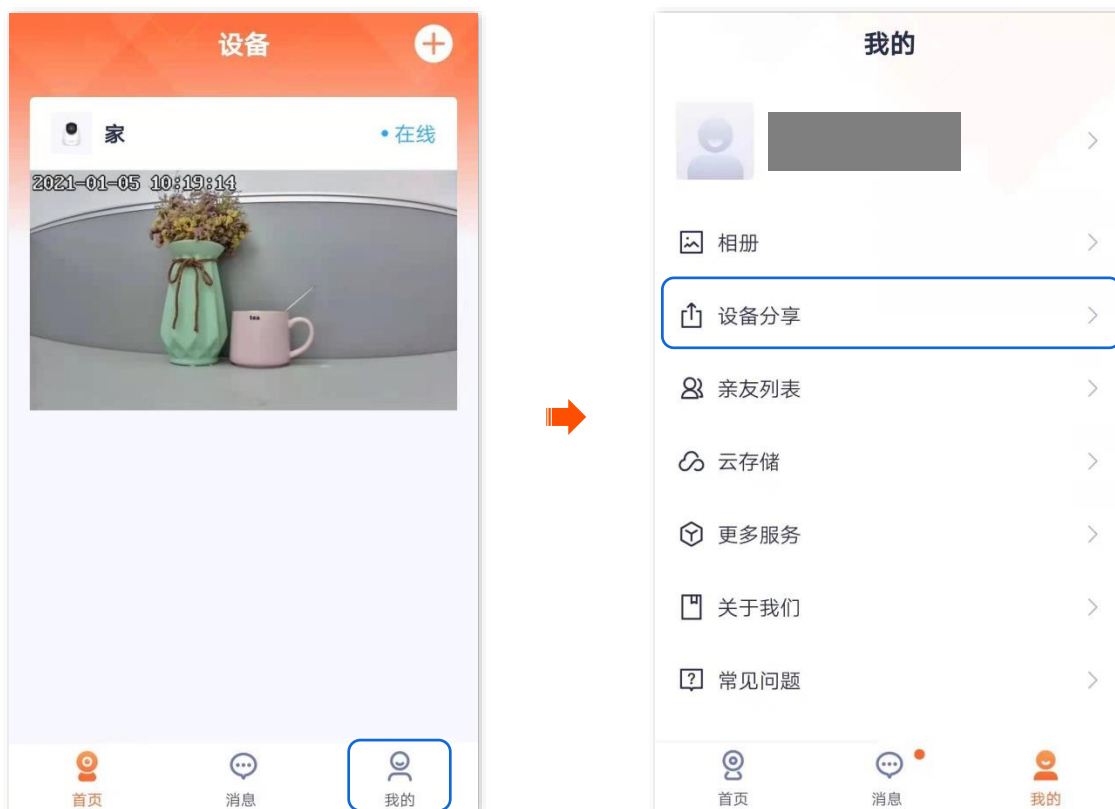 设备
家
在线
2021-01-05 10:19:14
tea
首页
消息
我的
我的
相册
设备分享
亲友列表
云存储
更多服务
关于我们
常见问题
首页
消息
我的